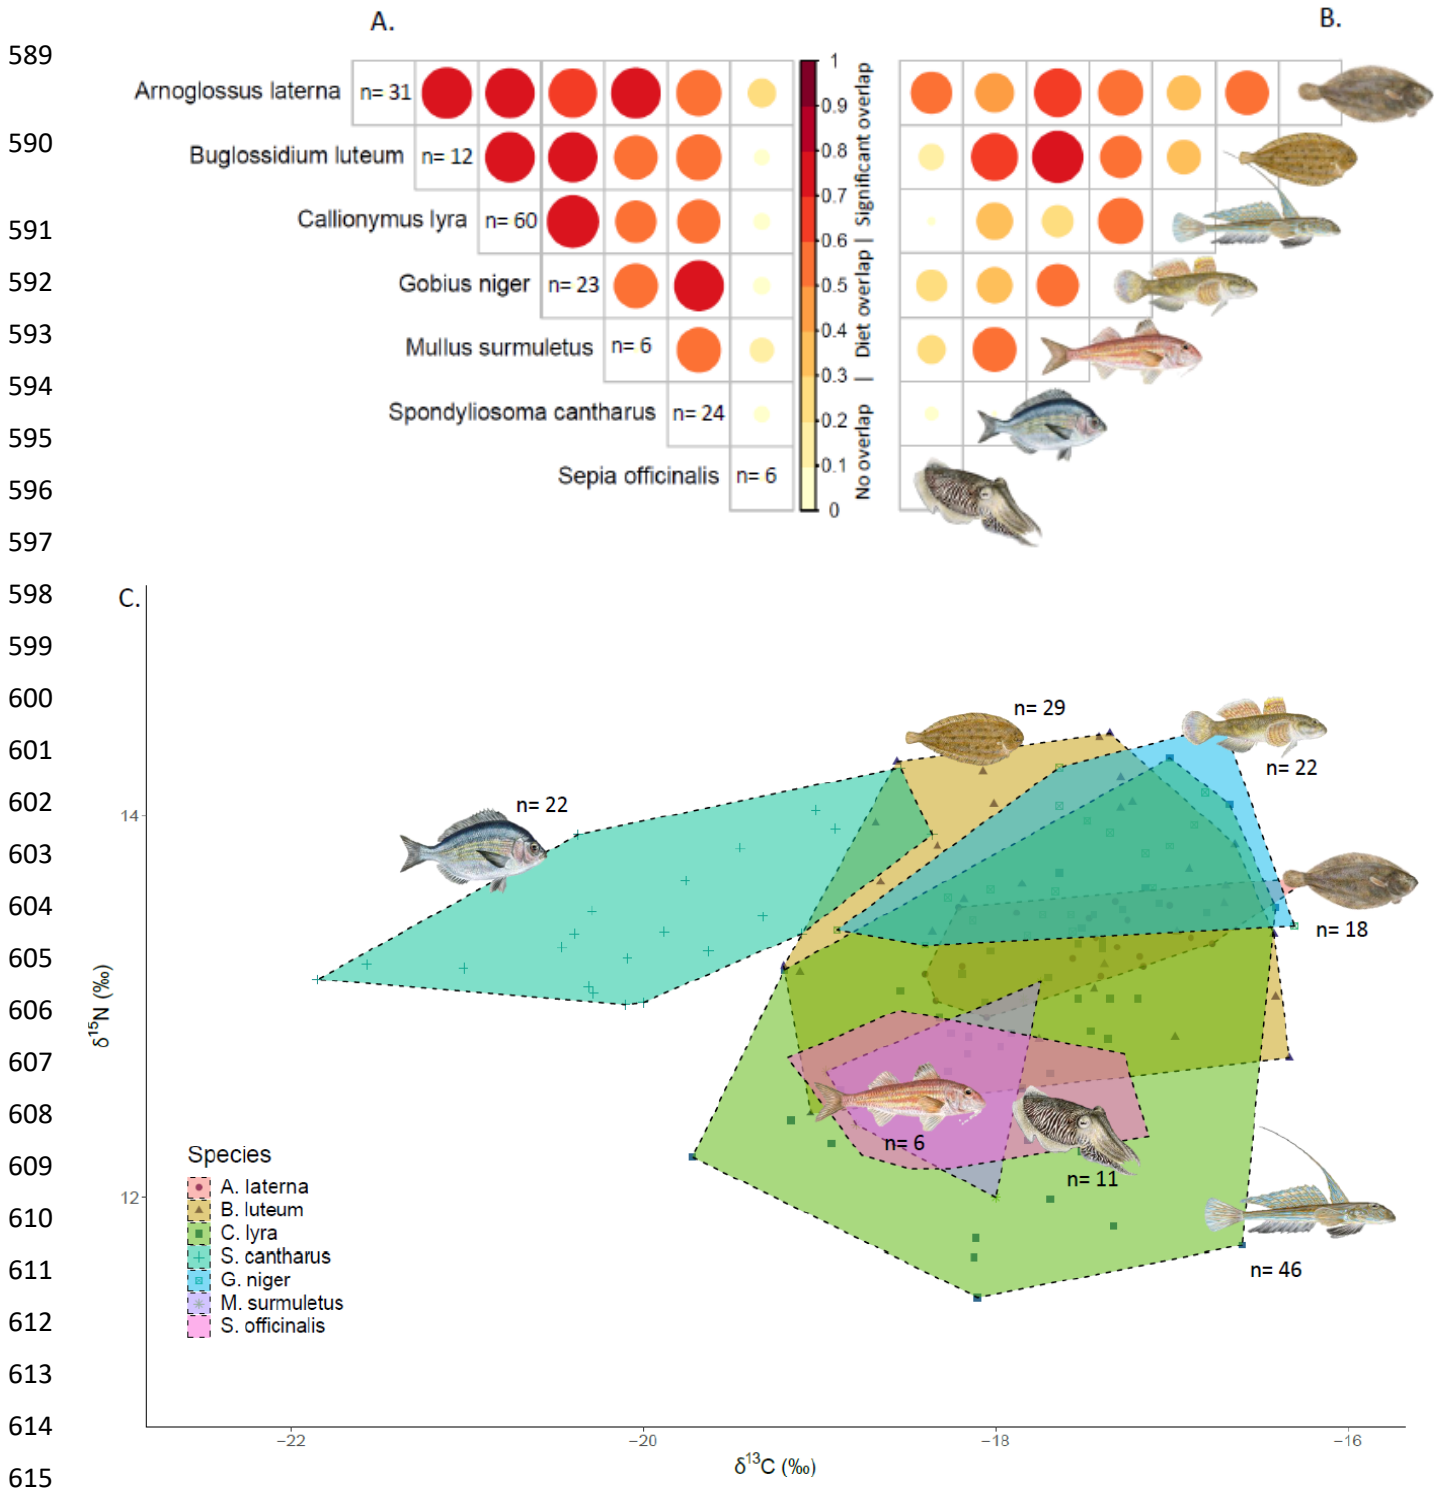 A.
B.
589
590
591
592
593
594
595
596
597
598
599
600
601
602
603
604
605
606
607
608
609
610
611
612
613
614
615
Arnoglossus laterna n= 31
Buglossidium luteum n= 12
Callionymus lyra n= 60
Gobius niger n= 23
Mullus surmuletus n= 6
Spondyliosoma cantharus n= 24
Sepia officinalis n= 6
1
0.9
0.8
0.7
0.6
0.5
0.4
0.3
0.2
0.1
0
No overlap | Diet overlap | Significant overlap
C.
n= 29
n= 22
n= 22
n= 18
n= 6
n= 11
n= 46
14
12
δ15N (‰)
Species
A. laterna
B. luteum
C. lyra
S. cantharus
G. niger
M. surmuletus
S. officinalis
−22
−20
−18
−16
δ13C (‰)